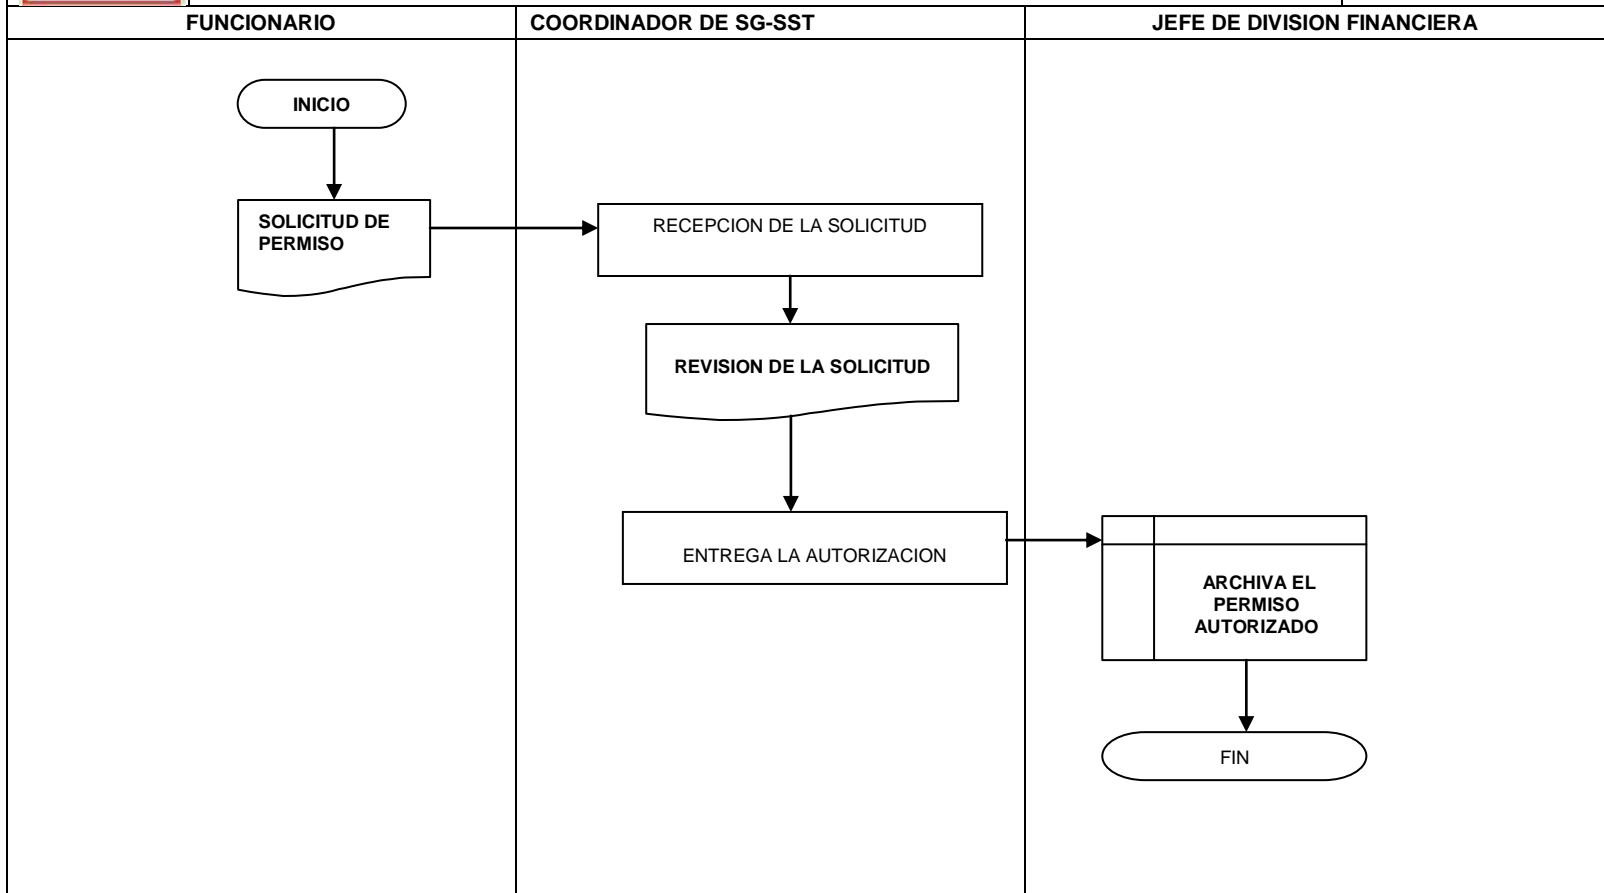 FUNCIONARIO
COORDINADOR DE SG-SST
JEFE DE DIVISION FINANCIERA
INICIO
SOLICITUD DE
PERMISO
RECEPCION DE LA SOLICITUD
REVISION DE LA SOLICITUD
ENTREGA LA AUTORIZACION
ARCHIVA EL
PERMISO
AUTORIZADO
FIN